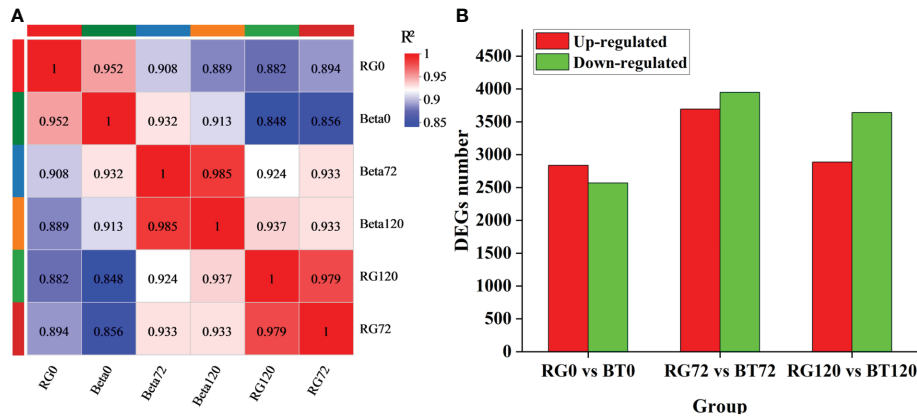 A
R²
1
0.95
0.9
0.85
1 0.952 0.908 0.889 0.882 0.894 RG0
0.952 1 0.932 0.913 0.848 0.856 Beta0
0.908 0.932 1 0.985 0.924 0.933 Beta72
0.889 0.913 0.985 1 0.937 0.933 Beta120
0.882 0.848 0.924 0.937 1 0.979 RG120
0.894 0.856 0.933 0.933 0.979 1 RG72
RG0 Beta0 Beta72 Beta120 RG120 RG72
B
Up-regulated
Down-regulated
DEGs number
4500
4000
3500
3000
2500
2000
1500
1000
500
0
RG0 vs BT0 RG72 vs BT72 RG120 vs BT120
Group